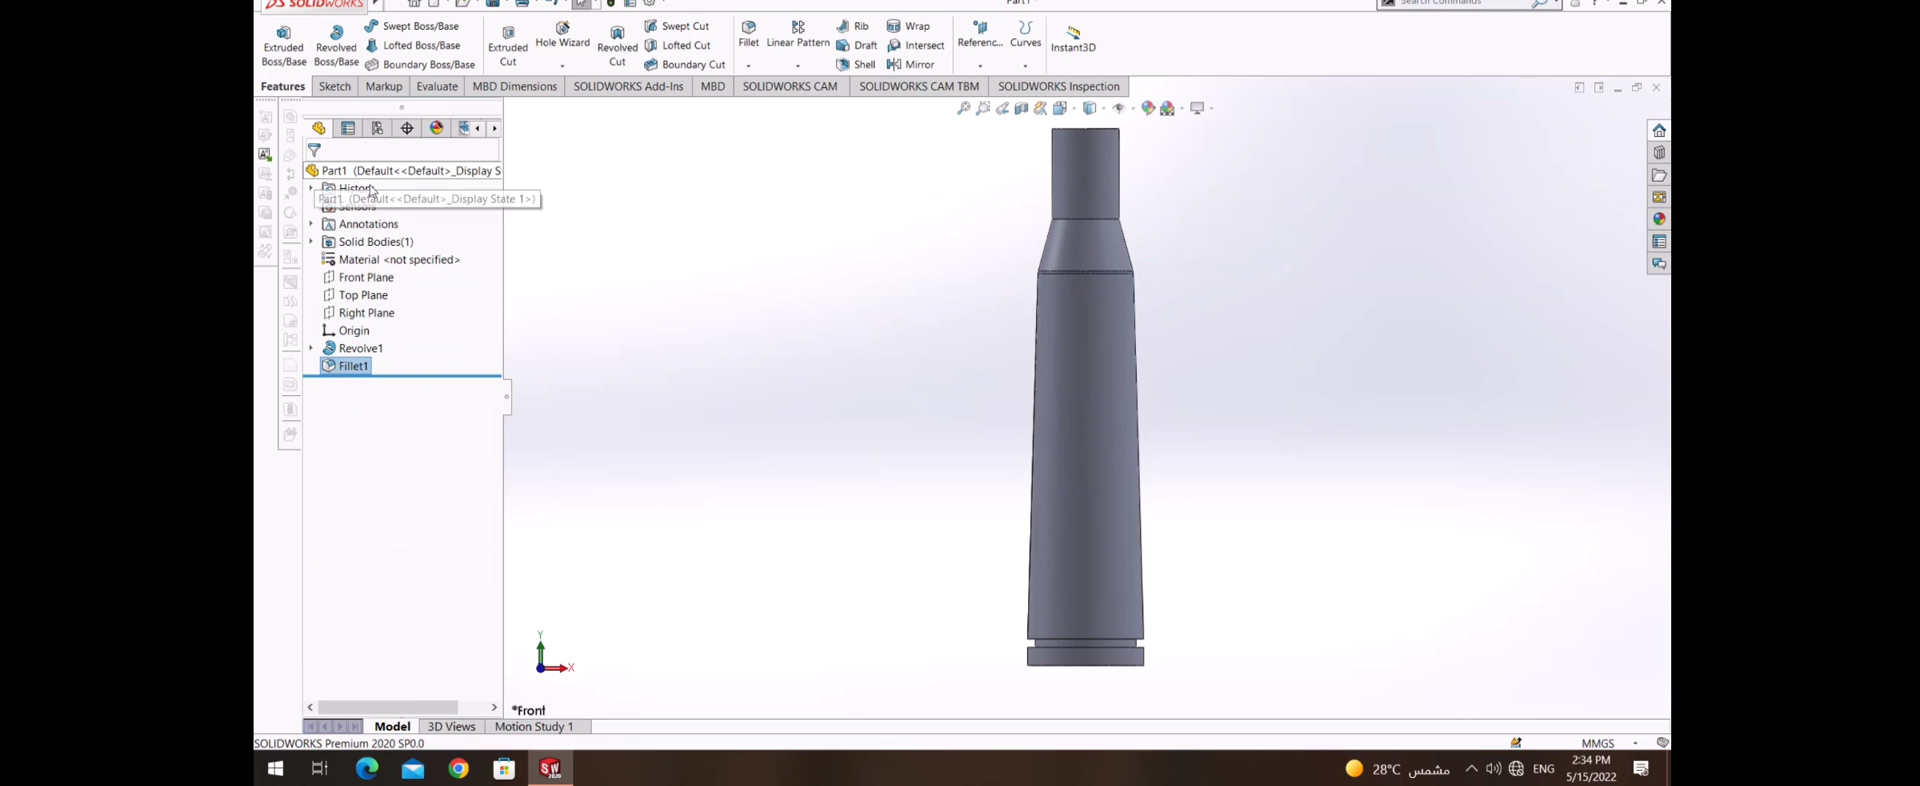 SOLIDWORKS
Part1 *
Search Commands
Extruded Boss/Base
Revolved Boss/Base
Swept Boss/Base
Lofted Boss/Base
Boundary Boss/Base
Extruded Cut
Hole Wizard
Revolved Cut
Swept Cut
Lofted Cut
Boundary Cut
Fillet
Linear Pattern
Rib
Draft
Shell
Wrap
Intersect
Mirror
Referenc...
Curves
Instant3D
Features Sketch Markup Evaluate MBD Dimensions SOLIDWORKS Add-Ins MBD SOLIDWORKS CAM SOLIDWORKS CAM TBM SOLIDWORKS Inspection
Part1 (Default<<Default>_Display S
History
Part1 (Default<<Default>_Display State 1>)
Sensors
Annotations
Solid Bodies(1)
Material <not specified>
Front Plane
Top Plane
Right Plane
Origin
Revolve1
Fillet1
Y
X
*Front
Model 3D Views Motion Study 1
SOLIDWORKS Premium 2020 SP0.0
MMGS
SW 2020
28°C مشمس
ENG
2:34 PM
5/15/2022